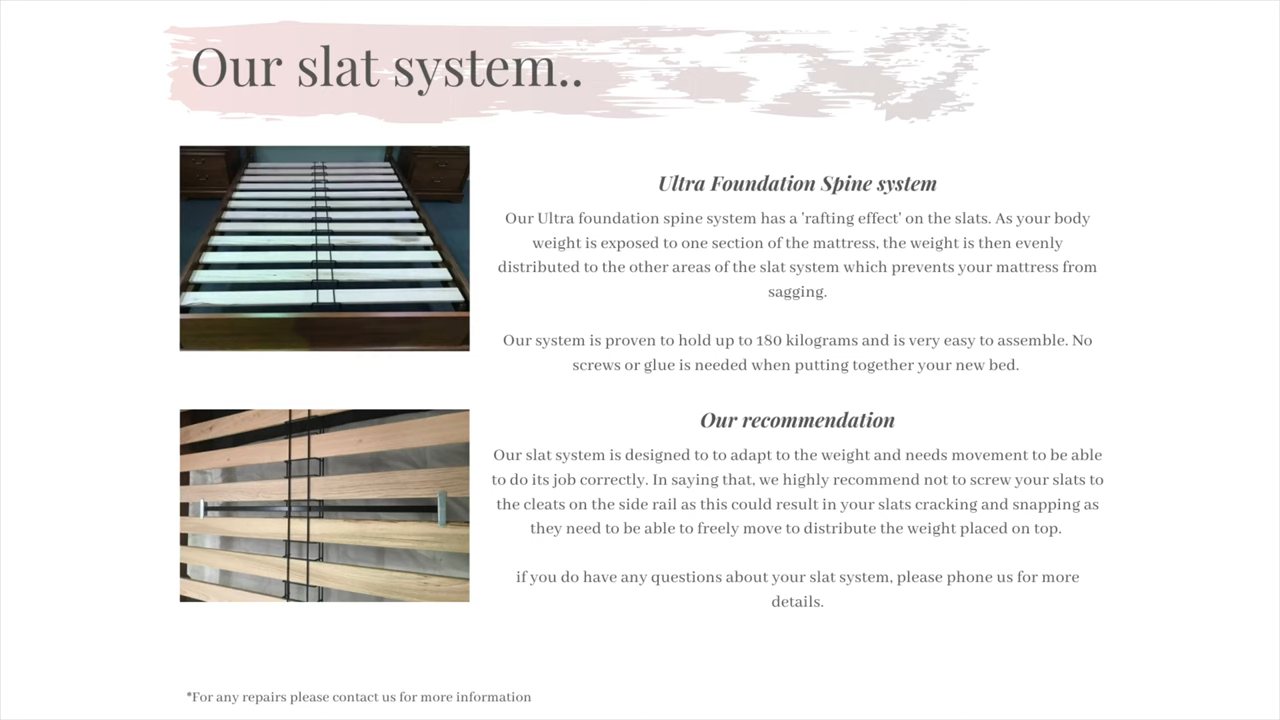 Our slat system..
Ultra Foundation Spine system
Our Ultra foundation spine system has a 'rafting effect' on the slats. As your body
weight is exposed to one section of the mattress, the weight is then evenly
distributed to the other areas of the slat system which prevents your mattress from
sagging.
Our system is proven to hold up to 180 kilograms and is very easy to assemble. No
screws or glue is needed when putting together your new bed.
Our recommendation
Our slat system is designed to to adapt to the weight and needs movement to be able
to do its job correctly. In saying that, we highly recommend not to screw your slats to
the cleats on the side rail as this could result in your slats cracking and snapping as
they need to be able to freely move to distribute the weight placed on top.
if you do have any questions about your slat system, please phone us for more
details.
*For any repairs please contact us for more information